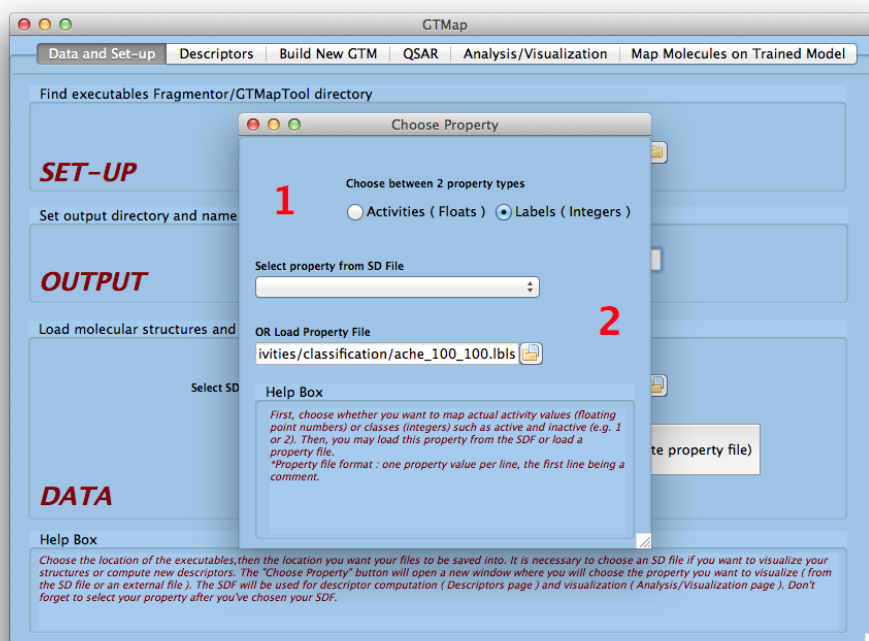 GTMap
Data and Set-up Descriptors Build New GTM QSAR Analysis/Visualization Map Molecules on Trained Model
Find executables Fragmentor/GTMapTool directory
SET-UP
Set output directory and name
OUTPUT
Load molecular structures and
Select SD
te property file)
DATA
Choose Property
1
Choose between 2 property types
Activities ( Floats ) Labels ( Integers )
Select property from SD File
2
OR Load Property File
ivities/classification/ache_100_100.lbls
Help Box
First, choose whether you want to map actual activity values (floating
point numbers) or classes (integers) such as active and inactive (e.g. 1
or 2). Then, you may load this property from the SDF or load a
property file.
*Property file format : one property value per line, the first line being a
comment.
Help Box
Choose the location of the executables,then the location you want your files to be saved into. It is necessary to choose an SD file if you want to visualize your
structures or compute new descriptors. The "Choose Property" button will open a new window where you will choose the property you want to visualize ( from
the SD file or an external file ). The SDF will be used for descriptor computation ( Descriptors page ) and visualization ( Analysis/Visualization page ). Don't
forget to select your property after you've chosen your SDF.